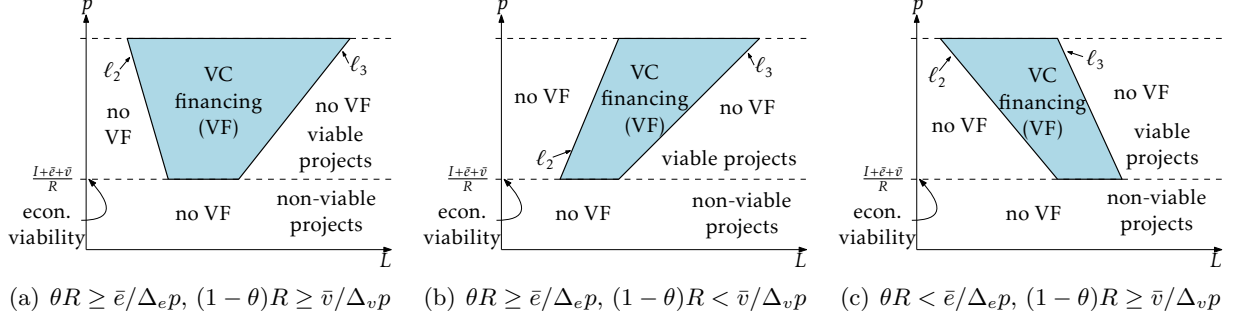 p
ℓ₂
VC
financing
(VF)
ℓ₃
no
VF
no VF
viable
projects
I+ē+v̄
R
econ.
viability
no VF
non-viable
projects
L
(a) θR ≥ ē/Δₑp, (1 − θ)R ≥ v̄/Δᵥp
p
no VF
VC
financing
(VF)
ℓ₃
no VF
ℓ₂
viable projects
I+ē+v̄
R
econ.
viability
no VF
non-viable
projects
L
(b) θR ≥ ē/Δₑp, (1 − θ)R < v̄/Δᵥp
p
ℓ₂
ℓ₃
VC
financing
(VF)
no VF
no VF
viable
projects
I+ē+v̄
R
econ.
viability
no VF
non-viable
projects
L
(c) θR < ē/Δₑp, (1 − θ)R ≥ v̄/Δᵥp